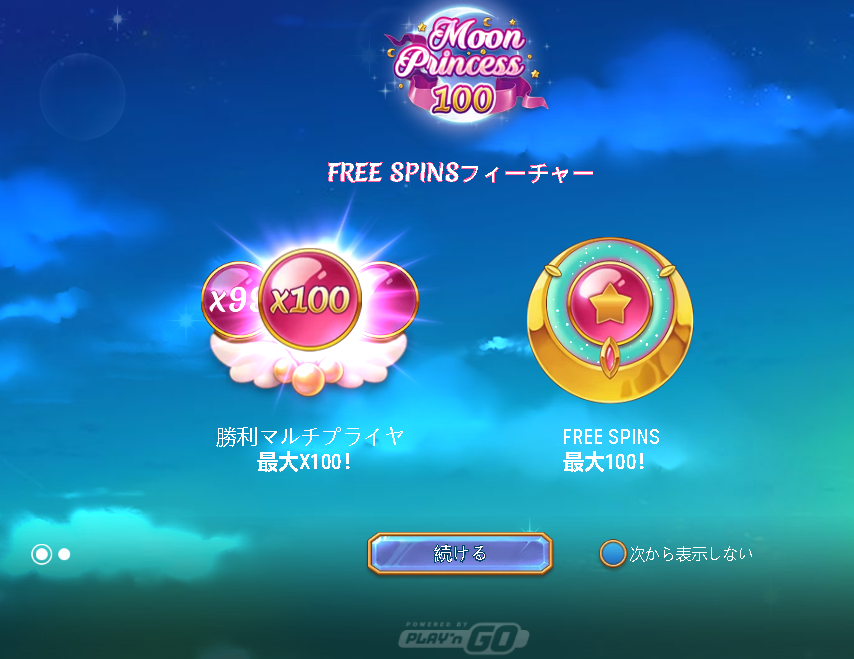 Moon
Princess
100
FREE SPINSフィーチャー
x100
勝利マルチプライヤ
最大X100!
FREE SPINS
最大100!
続ける
次から表示しない
POWERED BY
PLAY'n GO